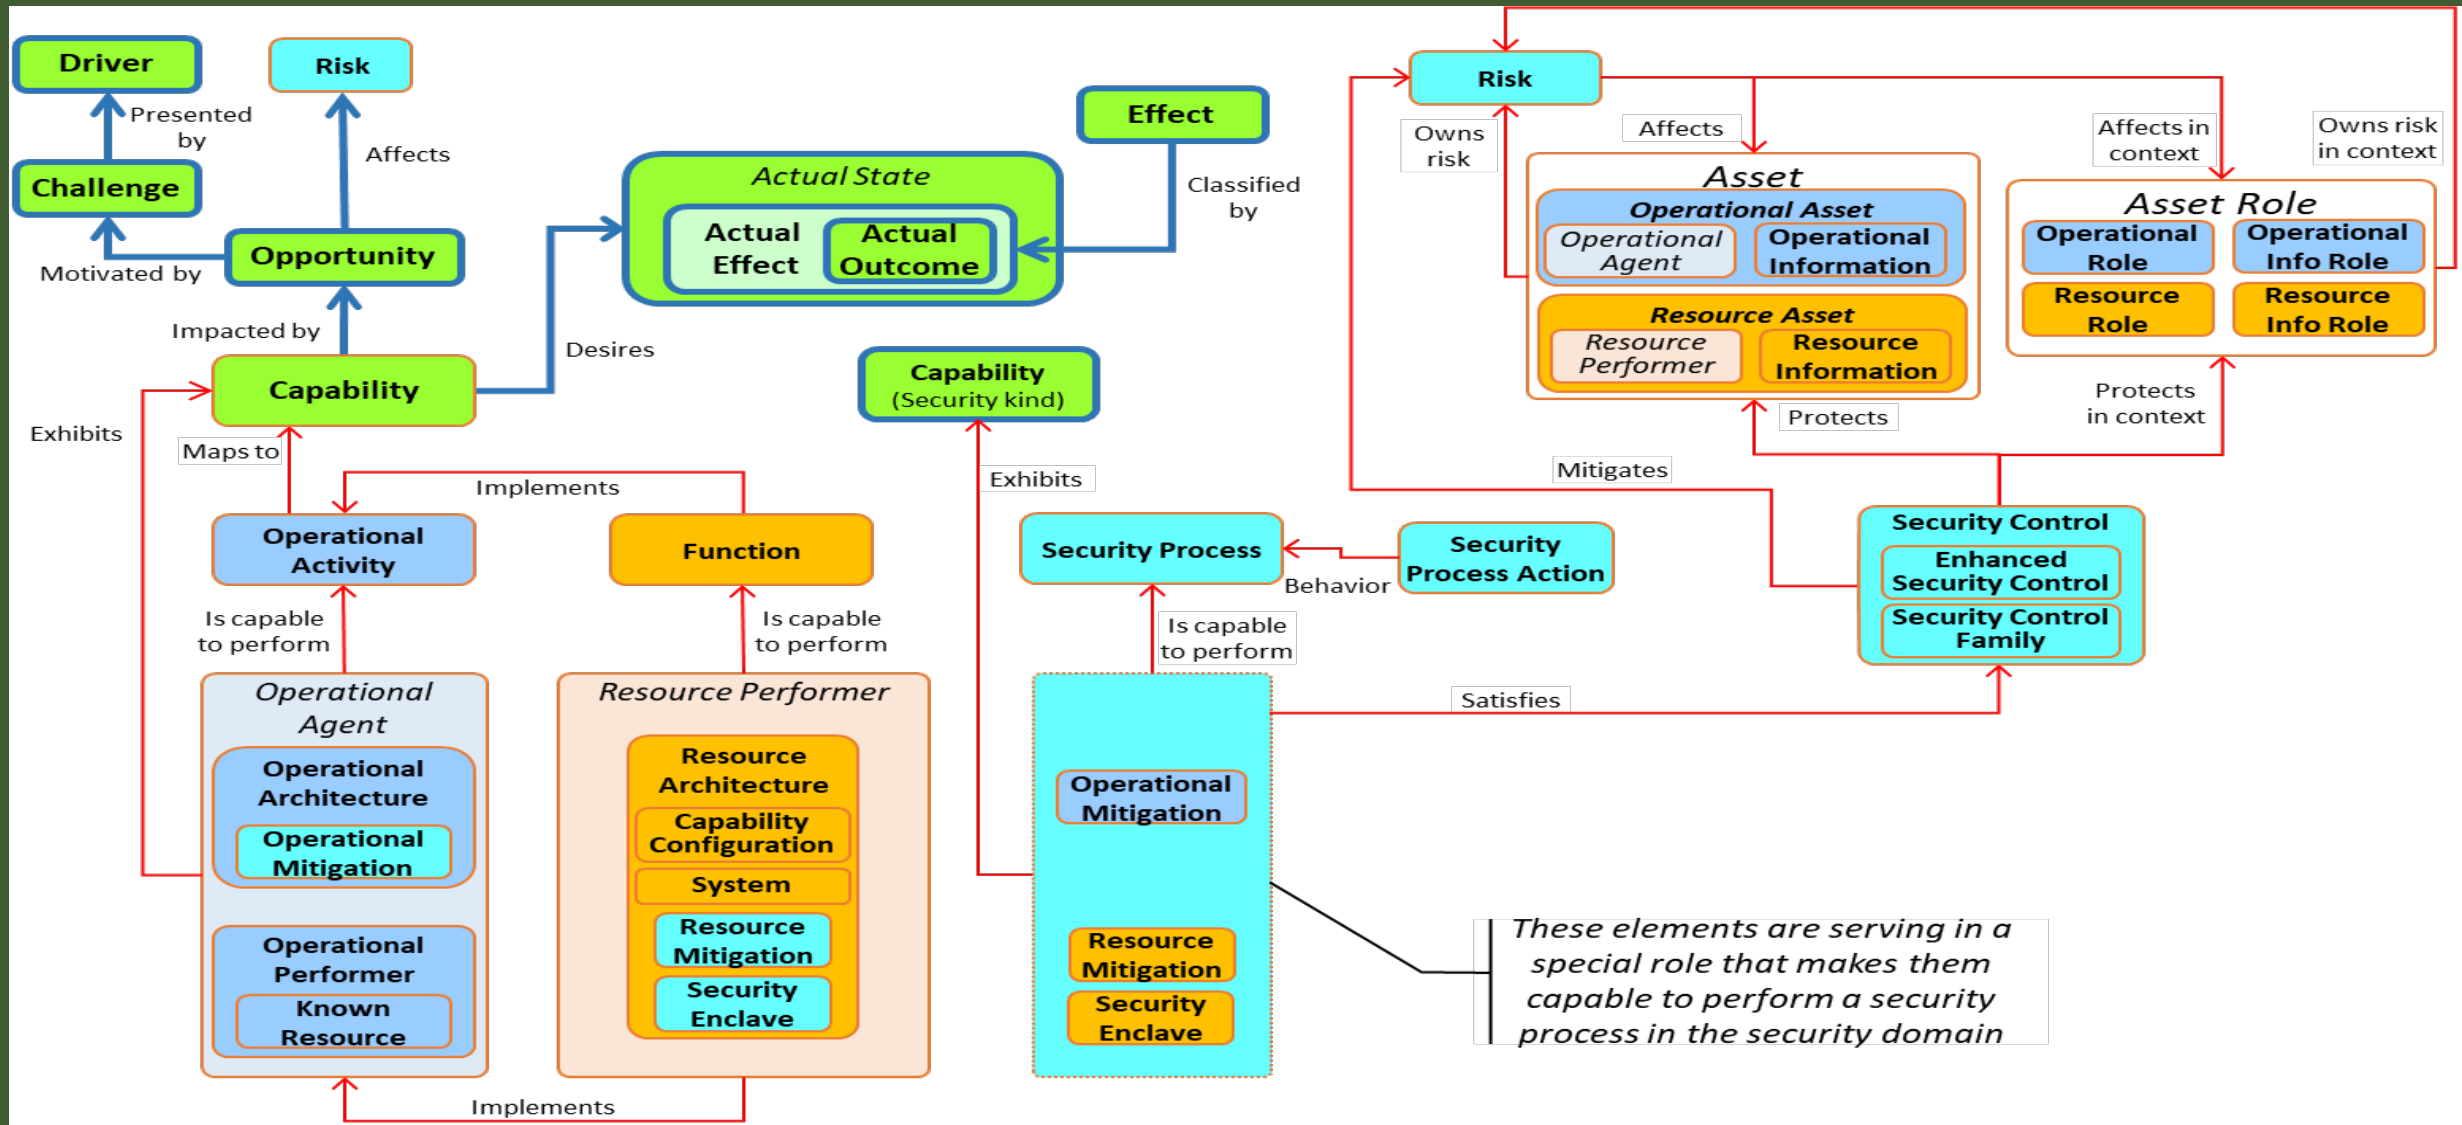 Driver
Risk
Presented
by
Affects
Challenge
Motivated by
Opportunity
Impacted by
Capability
Desires
Exhibits
Maps to
Actual State
Actual
Effect
Actual
Outcome
Effect
Classified
by
Capability
(Security kind)
Exhibits
Implements
Operational
Activity
Function
Is capable
to perform
Is capable
to perform
Operational
Agent
Operational
Architecture
Operational
Mitigation
Operational
Performer
Known
Resource
Resource Performer
Resource
Architecture
Capability
Configuration
System
Resource
Mitigation
Security
Enclave
Implements
Security Process
Security
Process Action
Behavior
Is capable
to perform
Operational
Mitigation
Resource
Mitigation
Security
Enclave
Satisfies
These elements are serving in a
special role that makes them
capable to perform a security
process in the security domain
Risk
Owns
risk
Affects
Affects in
context
Owns risk
in context
Asset
Operational Asset
Operational
Agent
Operational
Information
Resource Asset
Resource
Performer
Resource
Information
Asset Role
Operational
Role
Operational
Info Role
Resource
Role
Resource
Info Role
Protects
Protects
in context
Mitigates
Security Control
Enhanced
Security Control
Security Control
Family